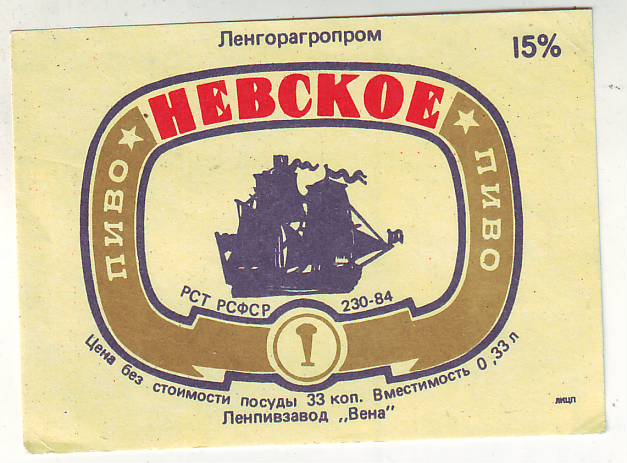 Ленгорагропром
15%
НЕВСКОЕ
ПИВО
ПИВО
РСТ РСФСР 230-84
Цена без стоимости посуды 33 коп. Вместимость 0,33 л
Ленпивзавод „Вена"